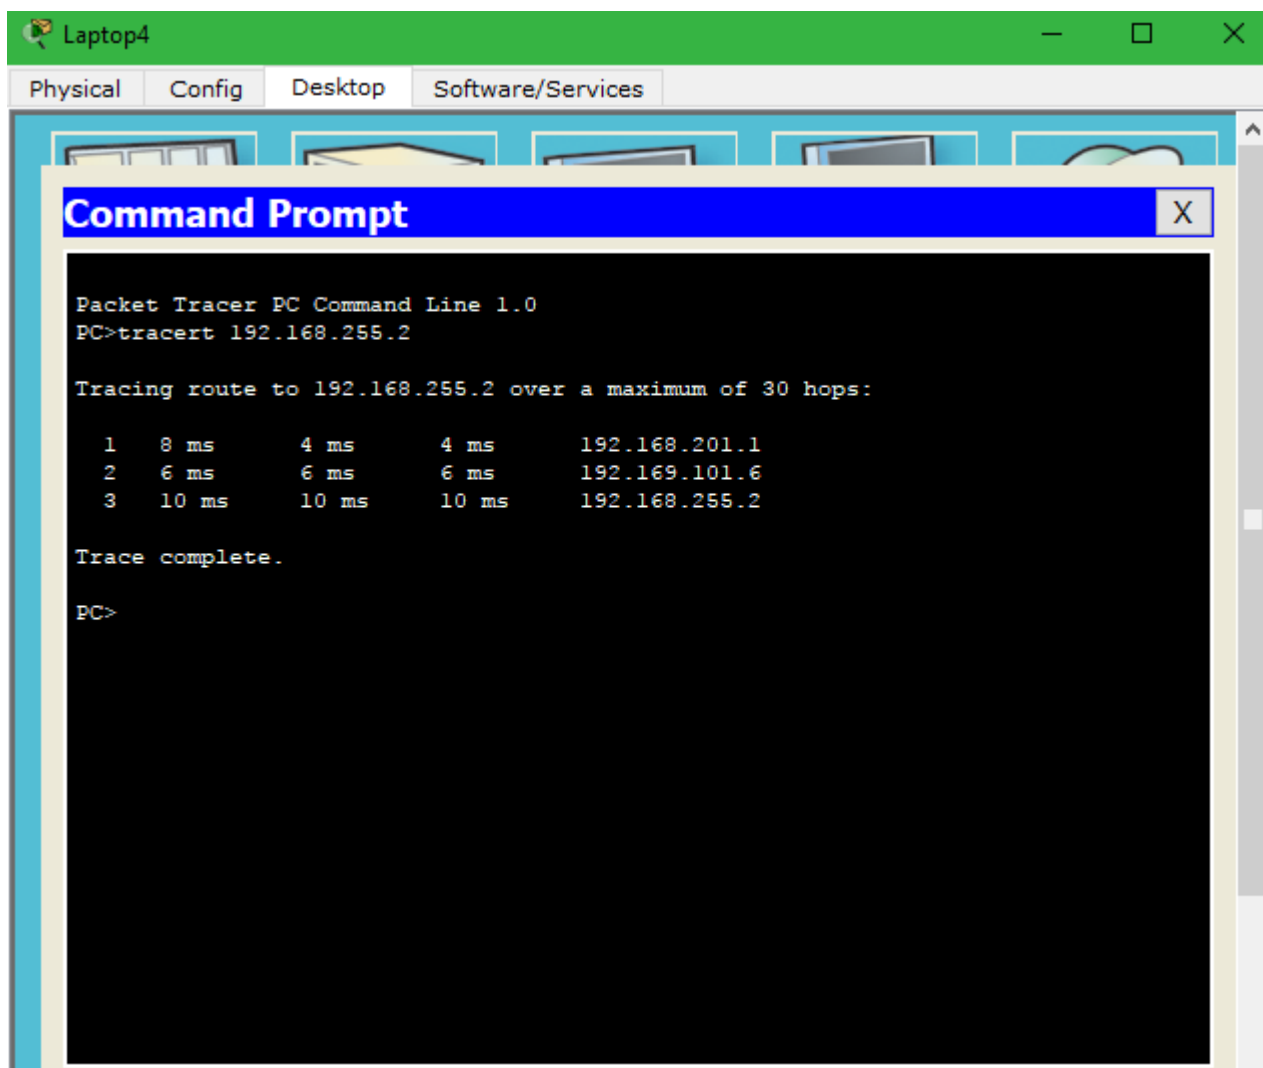 Laptop4
Physical Config Desktop Software/Services
Command Prompt X
Packet Tracer PC Command Line 1.0
PC>tracert 192.168.255.2
Tracing route to 192.168.255.2 over a maximum of 30 hops:
1 8 ms 4 ms 4 ms 192.168.201.1
2 6 ms 6 ms 6 ms 192.169.101.6
3 10 ms 10 ms 10 ms 192.168.255.2
Trace complete.
PC>